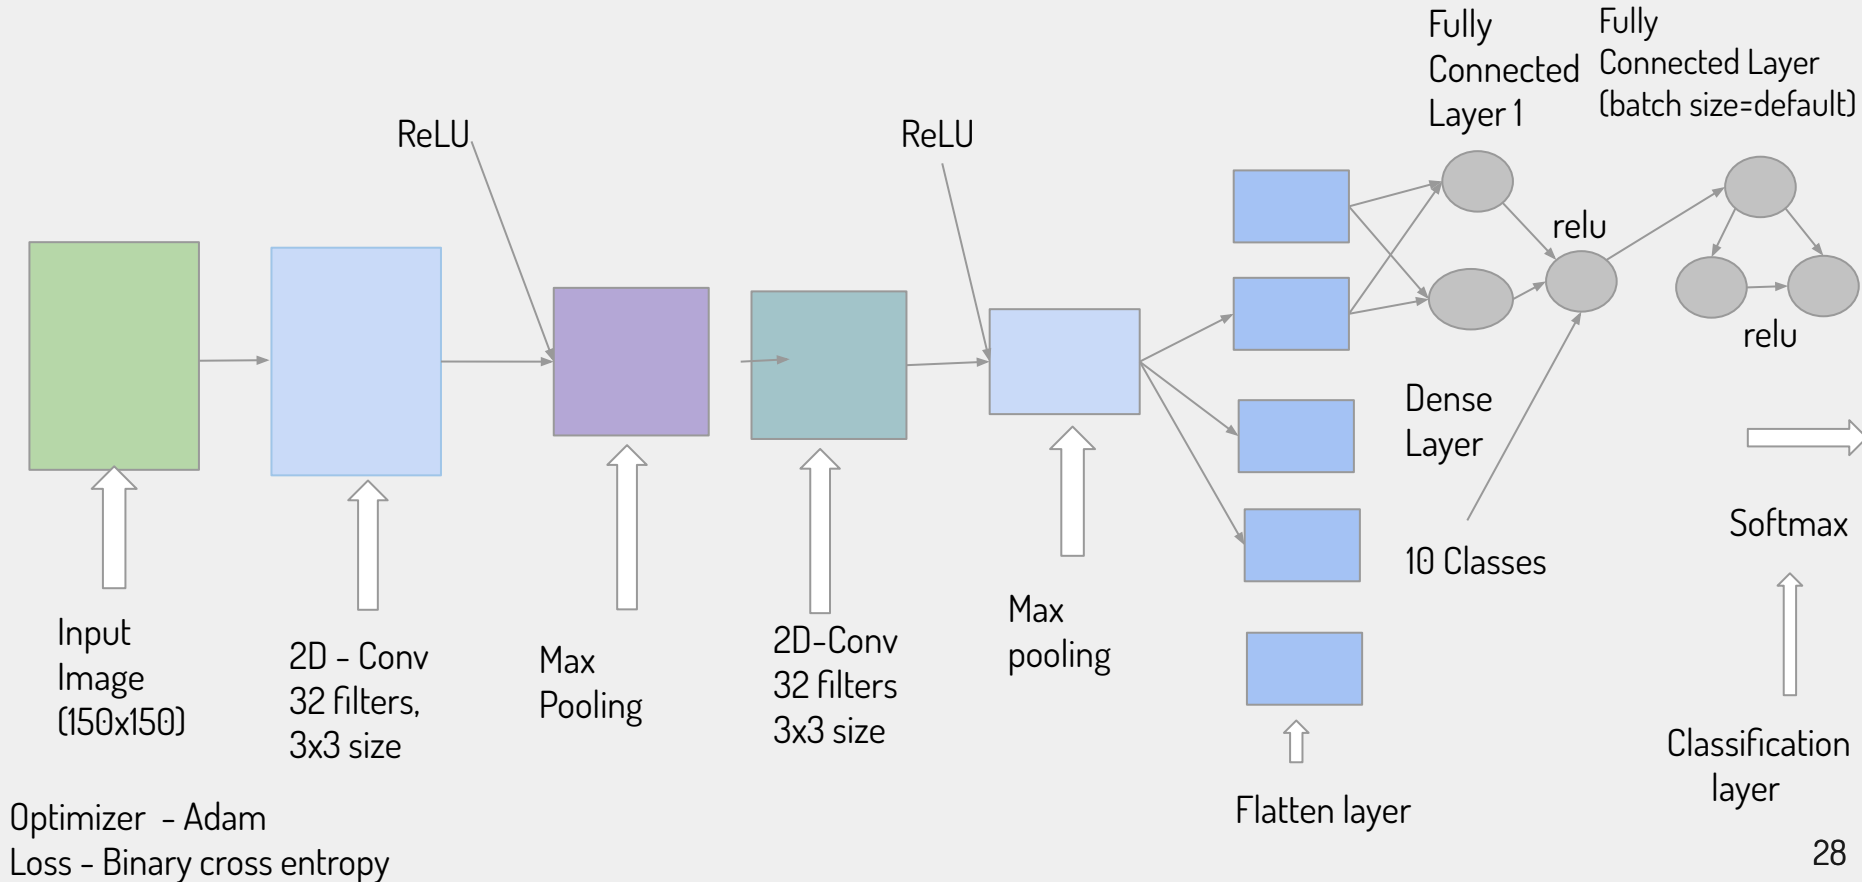 Fully
Connected
Layer 1
Fully
Connected Layer
(batch size=default)
ReLU
ReLU
relu
relu
Dense
Layer
10 Classes
Softmax
Input
Image
(150x150)
2D - Conv
32 filters,
3x3 size
Max
Pooling
2D-Conv
32 filters
3x3 size
Max
pooling
Flatten layer
Classification
layer
Optimizer - Adam
Loss - Binary cross entropy
28